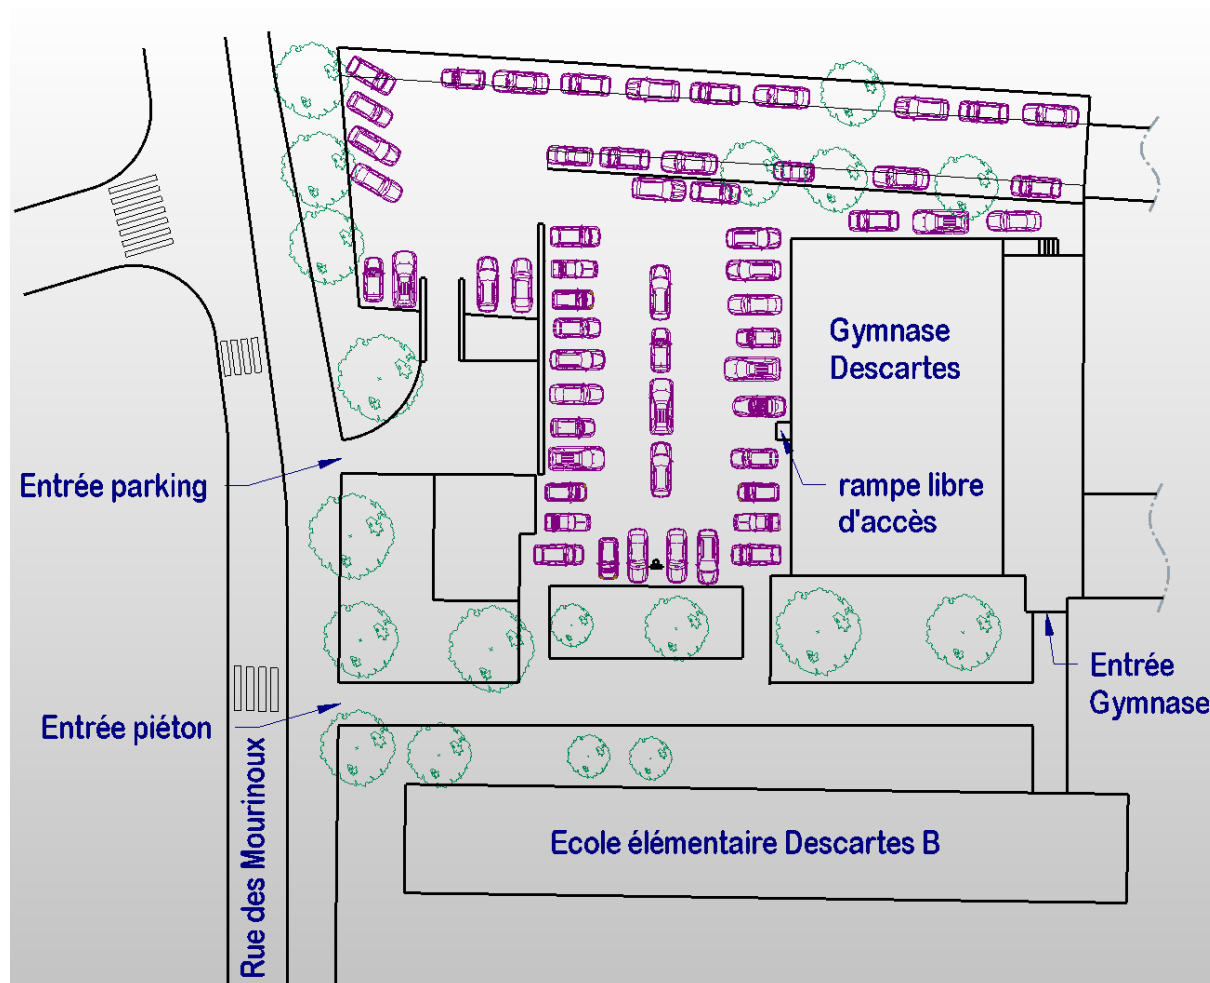 Gymnase
Descartes
Entrée parking
rampe libre
d'accès
Entrée
Gymnase
Entrée piéton
Rue des Mourinoux
Ecole élémentaire Descartes B